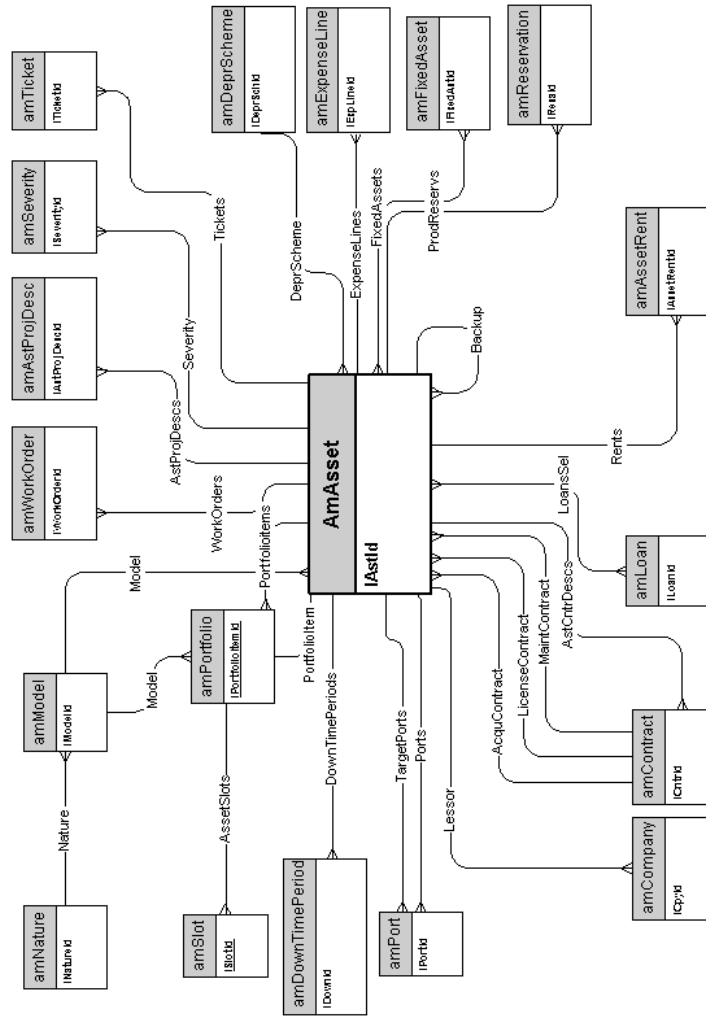 amTicket
lTicketId
amSeverity
lSeverityId
amAstProjDesc
lAstProjDescId
amWorkOrder
lWorkOrderId
amModel
lModelId
amNature
lNatureId
amPortfolio
lPortfolioItemId
amSlot
lSlotId
amDownTimePeriod
lDownId
amPort
lPortId
amCompany
lCpyId
amContract
lCntrId
amLoan
lLoanId
amAssetRent
lAssetRentId
amReservation
lResId
amFixedAsset
lFixedAstId
amExpenseLine
lExpLineId
amDeprScheme
lDeprSchId
AmAsset
lAstId
Tickets
Severity
AstProjDescs
WorkOrders
Portfolioitems
PortfolioItem
Model
Model
Nature
AssetSlots
DownTimePeriods
TargetPorts
Ports
Lessor
AcquContract
LicenseContract
MaintContract
AstCntrDescs
LoansSel
Rents
Backup
ProdReservs
FixedAssets
ExpenseLines
DeprScheme